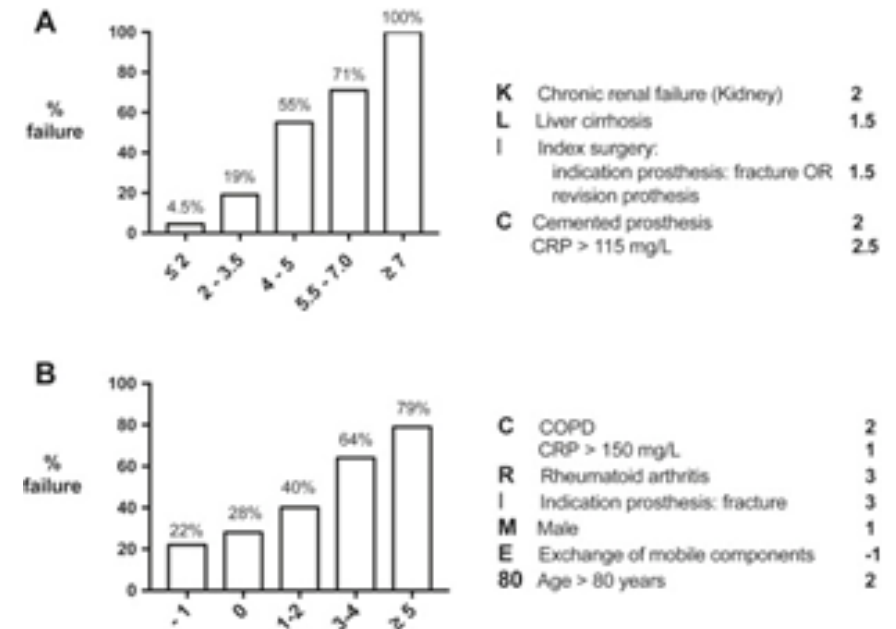 A
100
80
60
40
20
0
%
failure
4.5%
19%
55%
71%
100%
≤ 2
2 - 3.5
4 - 5
5.5 - 7.0
≥ 7
K Chronic renal failure (Kidney) 2
L Liver cirrhosis 1.5
I Index surgery:
indication prosthesis: fracture OR 1.5
revision prothesis
C Cemented prosthesis 2
CRP > 115 mg/L 2.5
B
100
80
60
40
20
0
%
failure
22%
28%
40%
64%
79%
- 1
0
1-2
3-4
≥ 5
C COPD 2
CRP > 150 mg/L 1
R Rheumatoid arthritis 3
I Indication prosthesis: fracture 3
M Male 1
E Exchange of mobile components -1
80 Age > 80 years 2